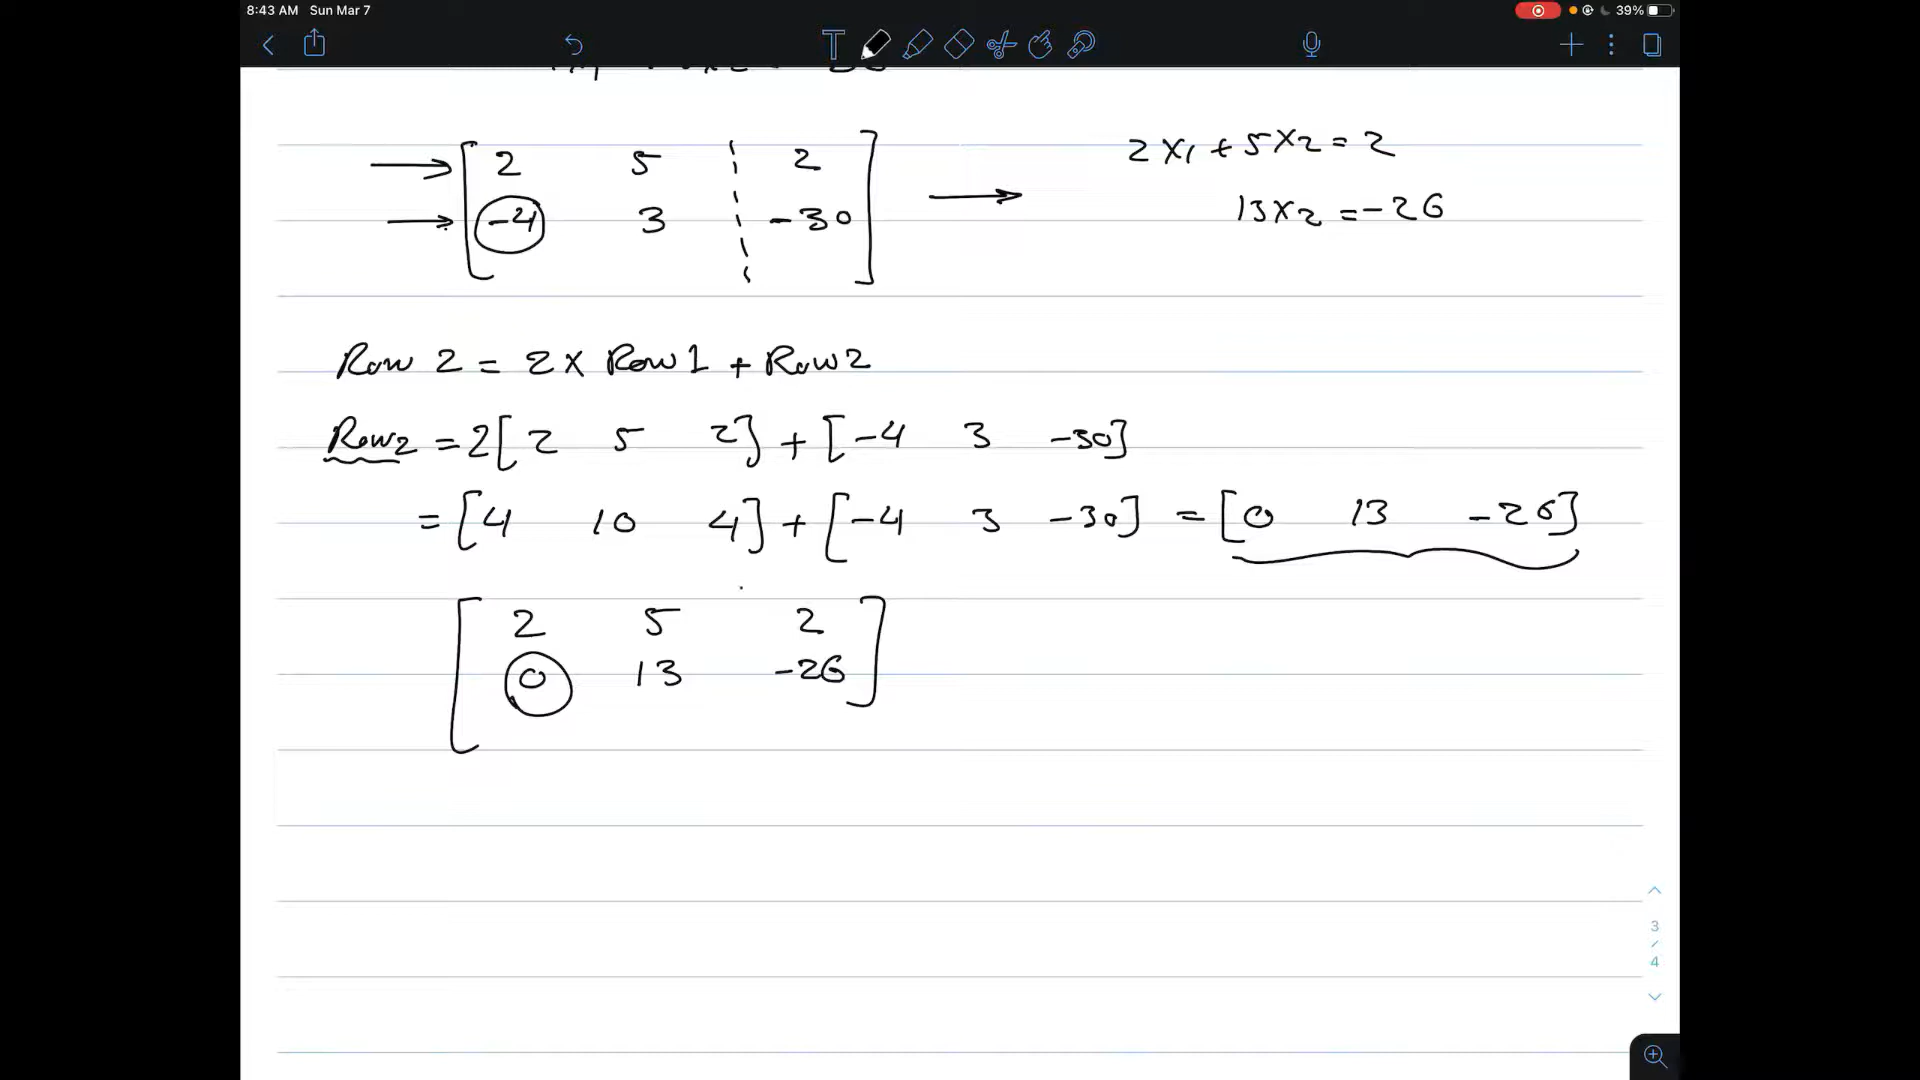 8:43 AM Sun Mar 7
39%
2 5 2
-4 3 -30
2x1 + 5x2 = 2
13x2 = -26
Row 2 = 2 x Row 1 + Row 2
Row 2 = 2[2 5 2] + [-4 3 -30]
= [4 10 4] + [-4 3 -30] = [0 13 -26]
2 5 2
0 13 -26
3
/
4